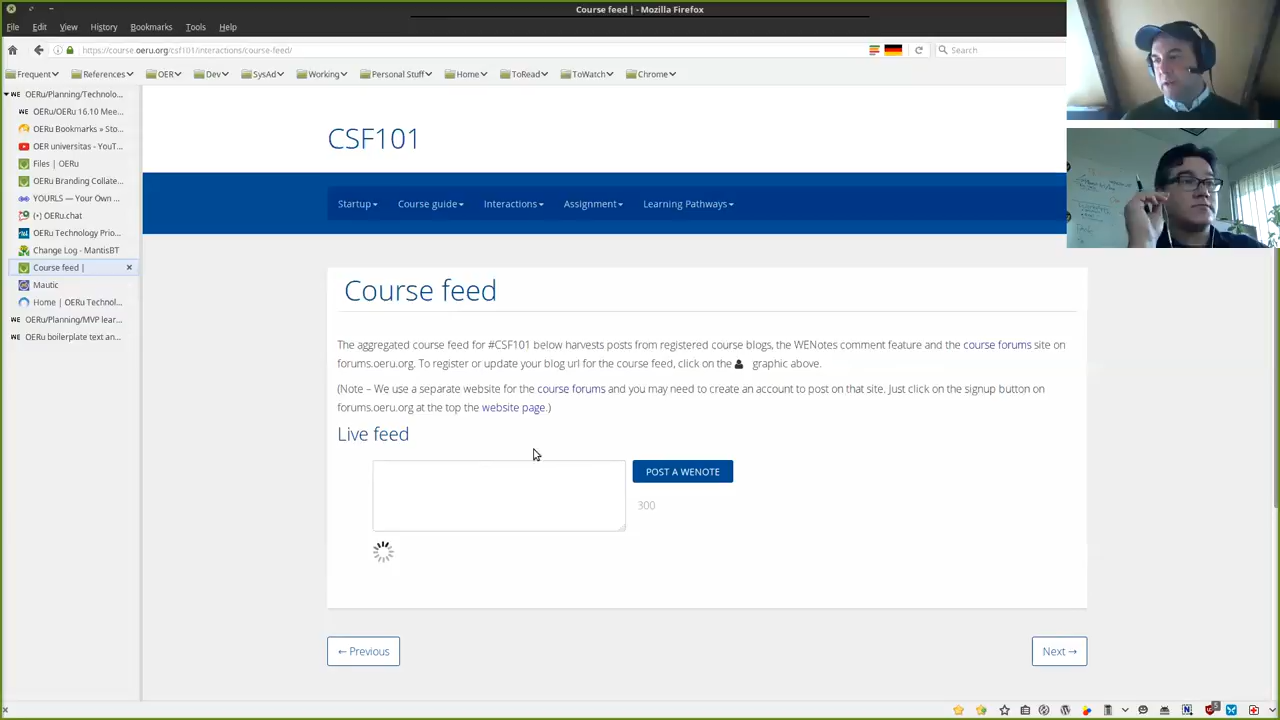 Course feed | - Mozilla Firefox
File Edit View History Bookmarks Tools Help
https://course.oeru.org/csf101/interactions/course-feed/
Search
Frequent References OER Dev SysAd Working Personal Stuff Home ToRead ToWatch Chrome
OERu/Planning/Technolo...
OERu/OERu 16.10 Mee...
OERu Bookmarks » Sto...
OER universitas - YouT...
Files | OERu
OERu Branding Collate...
YOURLS — Your Own ...
(•) OERu.chat
OERu Technology Prio...
Change Log - MantisBT
Course feed |
Mautic
Home | OERu Technol...
OERu/Planning/MVP lear...
OERu boilerplate text an...
CSF101
Startup Course guide Interactions Assignment Learning Pathways
Course feed
The aggregated course feed for #CSF101 below harvests posts from registered course blogs, the WENotes comment feature and the course forums site on
forums.oeru.org. To register or update your blog url for the course feed, click on the graphic above.
(Note – We use a separate website for the course forums and you may need to create an account to post on that site. Just click on the signup button on
forums.oeru.org at the top the website page.)
Live feed
POST A WENOTE
300
← Previous
Next →